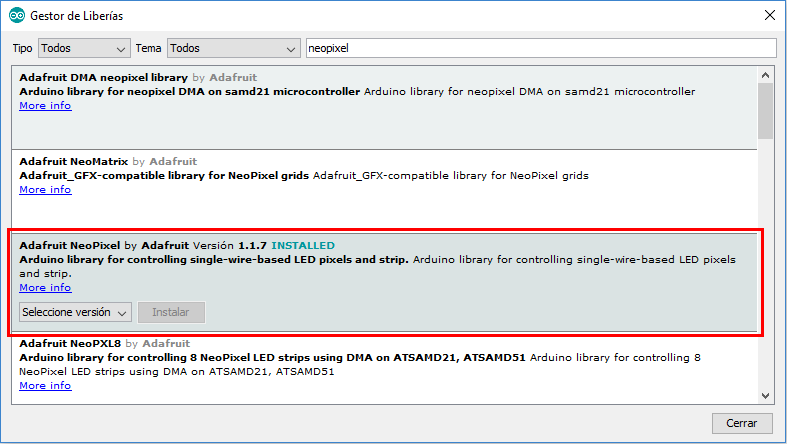 Gestor de Liberías
Tipo Todos Tema Todos neopixel
Adafruit DMA neopixel library by Adafruit
Arduino library for neopixel DMA on samd21 microcontroller Arduino library for neopixel DMA on samd21 microcontroller
More info
Adafruit NeoMatrix by Adafruit
Adafruit_GFX-compatible library for NeoPixel grids Adafruit_GFX-compatible library for NeoPixel grids
More info
Adafruit NeoPixel by Adafruit Versión 1.1.7 INSTALLED
Arduino library for controlling single-wire-based LED pixels and strip. Arduino library for controlling single-wire-based LED pixels
and strip.
More info
Seleccione versión Instalar
Adafruit NeoPXL8 by Adafruit
Arduino library for controlling 8 NeoPixel LED strips using DMA on ATSAMD21, ATSAMD51 Arduino library for controlling 8
NeoPixel LED strips using DMA on ATSAMD21, ATSAMD51
More info
Cerrar